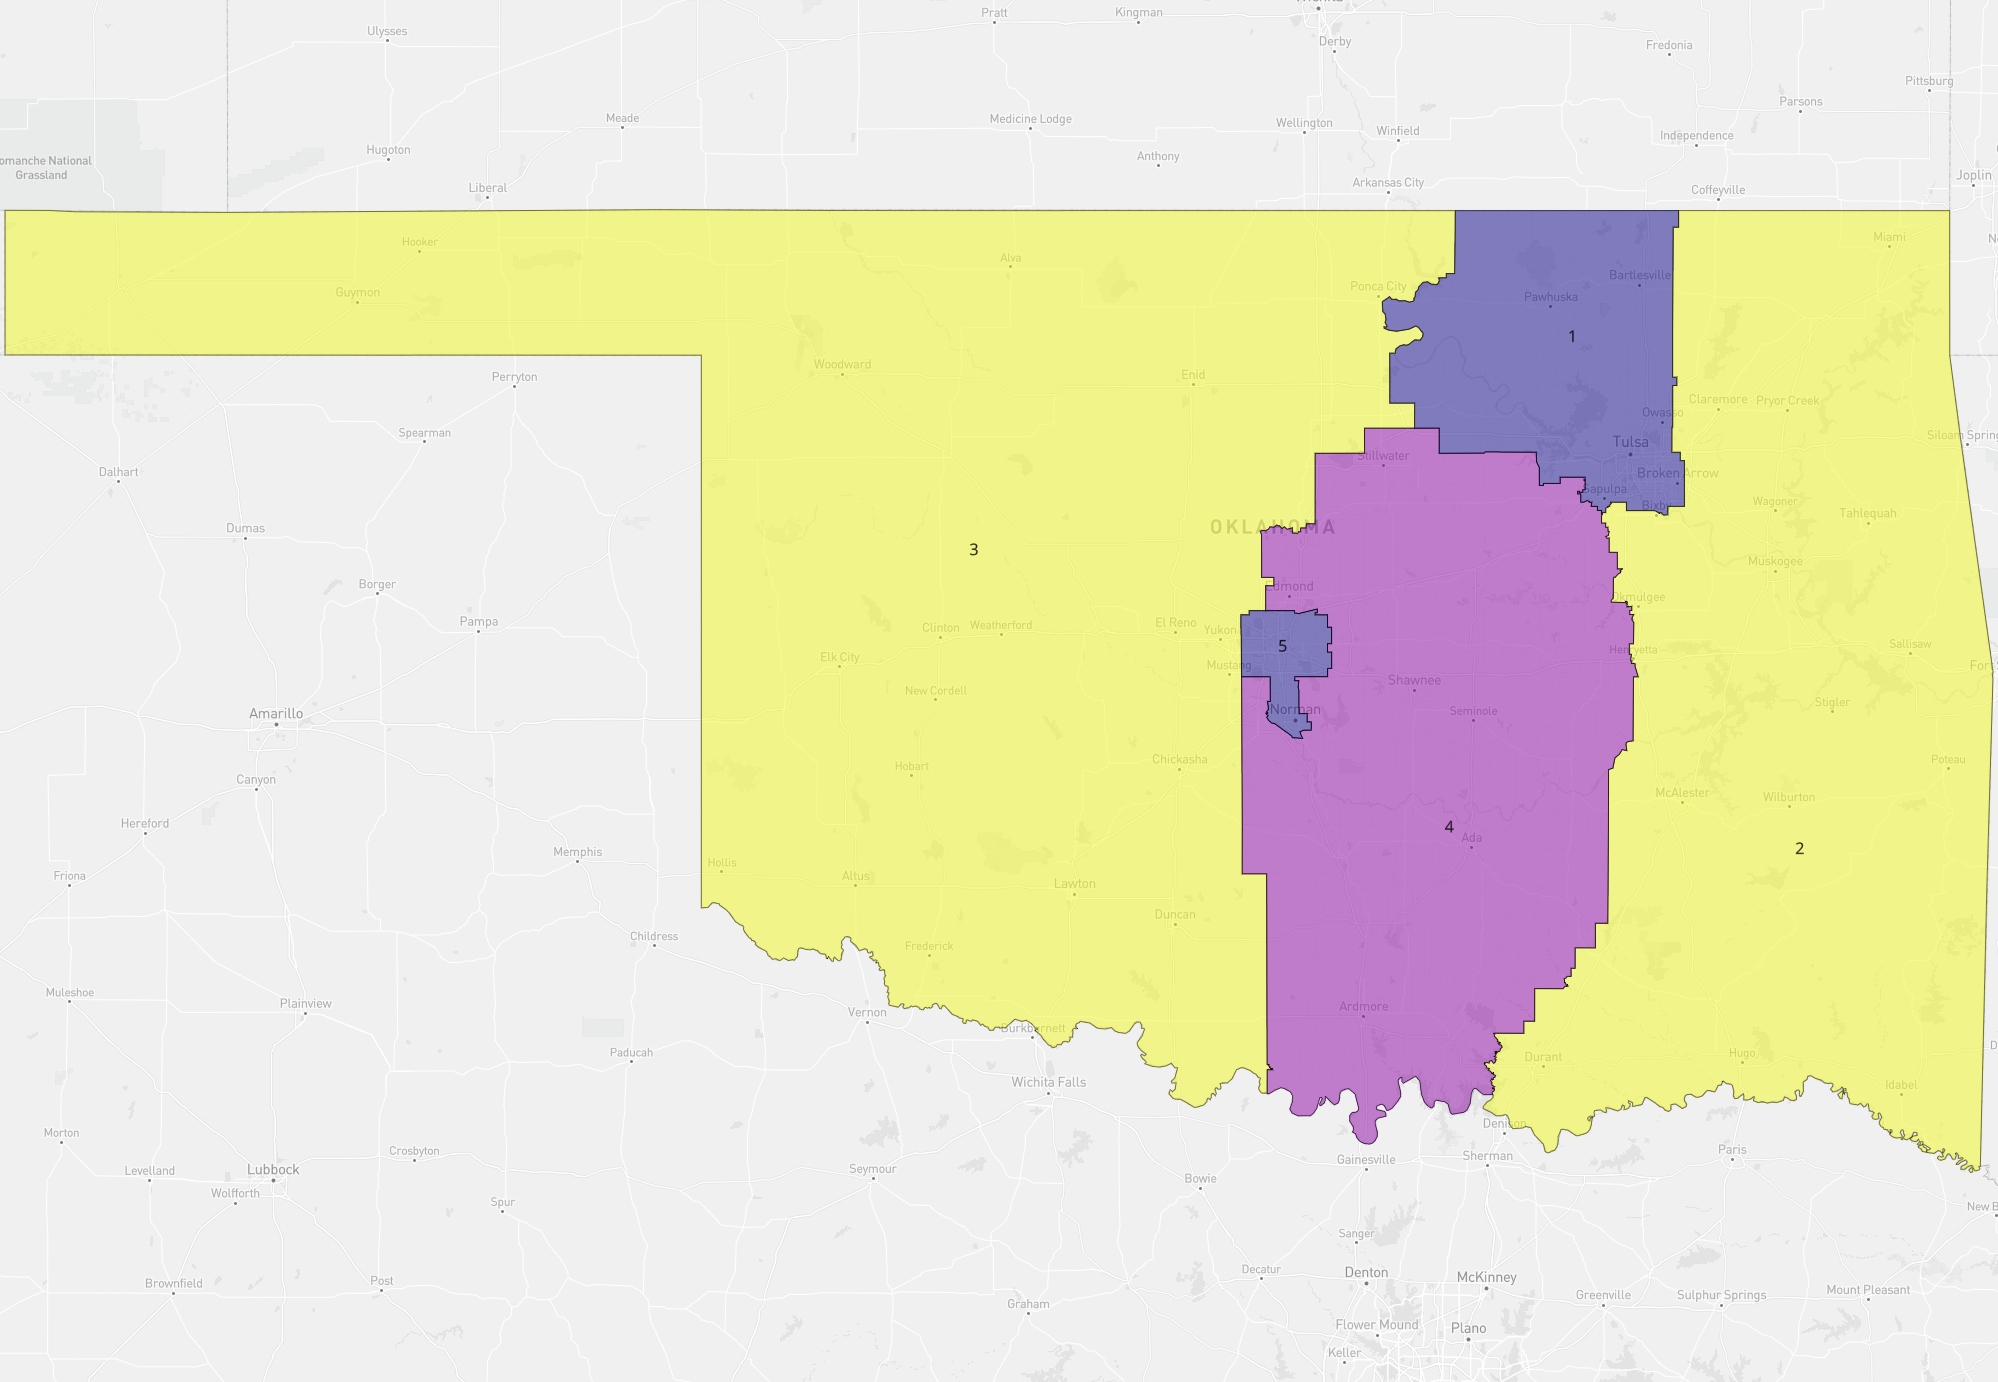 Pratt
Kingman
Ulysses
Derby
Fredonia
Pittsburg
Parsons
Meade
Medicine Lodge
Wellington
Winfield
Independence
Hugoton
Anthony
omanche National
Grassland
Liberal
Arkansas City
Coffeyville
Joplin
Hooker
Alva
Miami
Guymon
Ponca City
Pawhuska
Bartlesville
1
Woodward
Enid
Perryton
Claremore
Pryor Creek
Owasso
Spearman
Tulsa
Siloam Spring
Dalhart
Stillwater
Broken Arrow
Sapulpa
Bixby
Wagoner
Tahlequah
Dumas
OKLAHOMA
3
Muskogee
Borger
Edmond
Okmulgee
Pampa
Clinton
Weatherford
El Reno
Yukon
5
Henryetta
Sallisaw
Elk City
Mustang
Fort
New Cordell
Shawnee
Stigler
Amarillo
Norman
Seminole
Canyon
Hobart
Chickasha
Poteau
McAlester
Wilburton
Hereford
4
Ada
2
Memphis
Hollis
Friona
Altus
Lawton
Duncan
Childress
Frederick
Muleshoe
Plainview
Vernon
Ardmore
Burkburnett
Paducah
Durant
Hugo
Wichita Falls
Idabel
Morton
Denison
Crosbyton
Levelland
Lubbock
Seymour
Gainesville
Sherman
Paris
Wolfforth
Spur
Bowie
New B
Sanger
Brownfield
Post
Decatur
Denton
McKinney
Graham
Greenville
Sulphur Springs
Mount Pleasant
Flower Mound
Plano
Keller